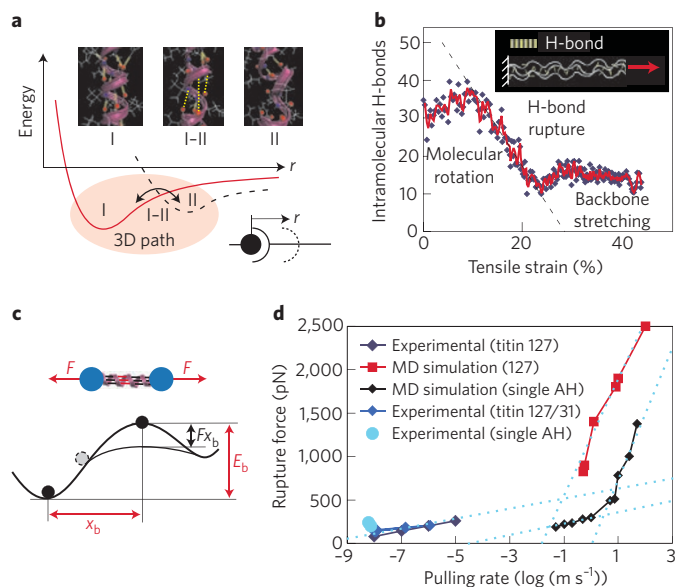 a
Energy
I
I–II
II
r
I
I–II
II
3D path
r
b
Intramolecular H-bonds
50
40
30
20
10
0
H-bond
H-bond
rupture
Molecular
rotation
Backbone
stretching
0
20
40
60
Tensile strain (%)
c
F
F
Fx_b
E_b
x_b
d
Rupture force (pN)
2,500
2,000
1,500
1,000
500
0
Experimental (titin 127)
MD simulation (127)
MD simulation (single AH)
Experimental (titin 127/31)
Experimental (single AH)
–9
–7
–5
–3
–1
1
3
Pulling rate (log (m s⁻¹))